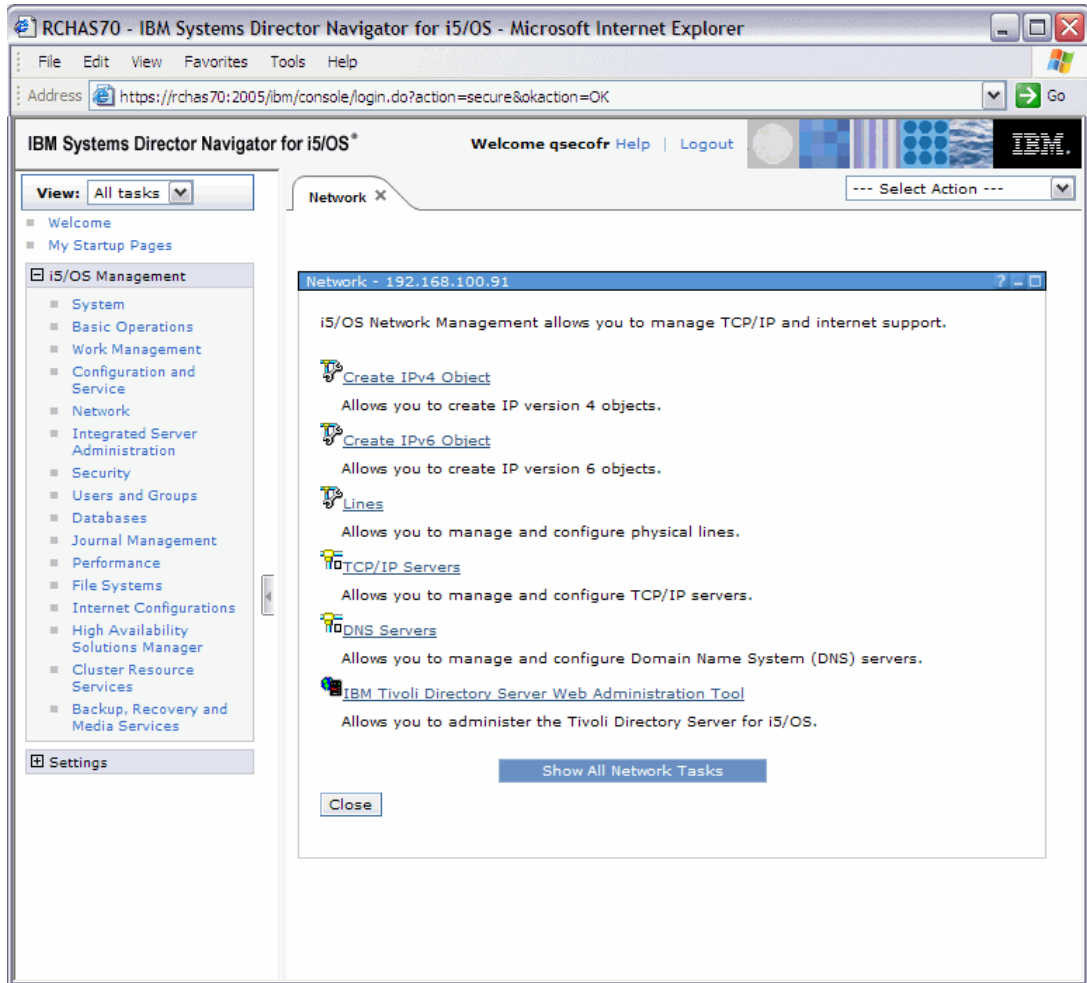 RCHAS70 - IBM Systems Director Navigator for i5/OS - Microsoft Internet Explorer
File Edit View Favorites Tools Help
Address https://rchas70:2005/ibm/console/login.do?action=secure&okaction=OK Go
IBM Systems Director Navigator for i5/OS® Welcome qsecofr Help | Logout IBM.
View: All tasks
Welcome
My Startup Pages
i5/OS Management
System
Basic Operations
Work Management
Configuration and
Service
Network
Integrated Server
Administration
Security
Users and Groups
Databases
Journal Management
Performance
File Systems
Internet Configurations
High Availability
Solutions Manager
Cluster Resource
Services
Backup, Recovery and
Media Services
Settings
Network X
--- Select Action ---
Network - 192.168.100.91 ?
i5/OS Network Management allows you to manage TCP/IP and internet support.
Create IPv4 Object
Allows you to create IP version 4 objects.
Create IPv6 Object
Allows you to create IP version 6 objects.
Lines
Allows you to manage and configure physical lines.
TCP/IP Servers
Allows you to manage and configure TCP/IP servers.
DNS Servers
Allows you to manage and configure Domain Name System (DNS) servers.
IBM Tivoli Directory Server Web Administration Tool
Allows you to administer the Tivoli Directory Server for i5/OS.
Show All Network Tasks
Close